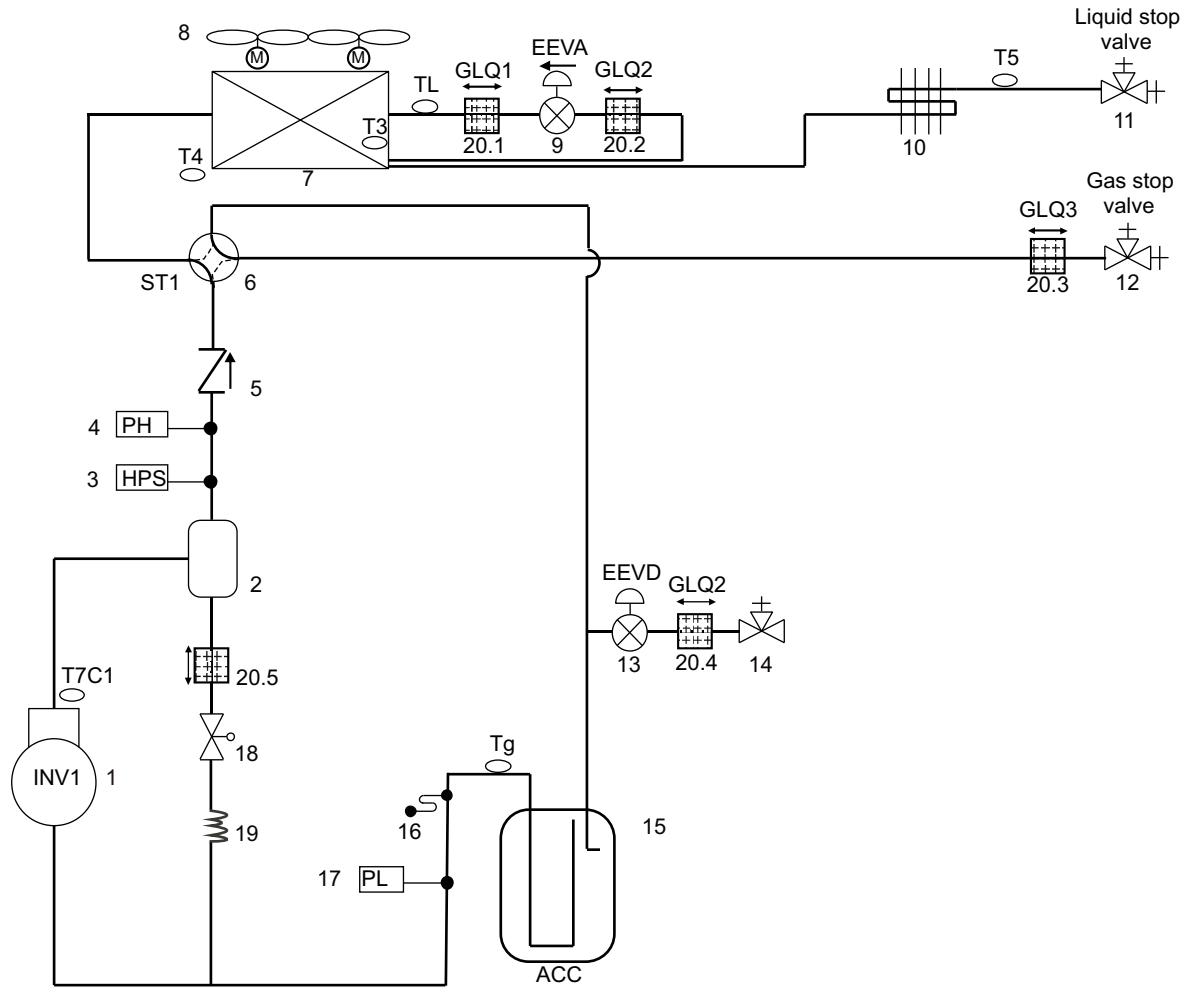 Liquid stop
valve
8
M
M
EEVA
T5
GLQ1
GLQ2
TL
T3
20.1
9
20.2
10
11
T4
7
Gas stop
valve
GLQ3
ST1
6
20.3
12
5
4
PH
3
HPS
2
EEVD
GLQ2
13
20.4
14
T7C1
20.5
INV1
1
18
Tg
16
15
19
17
PL
ACC